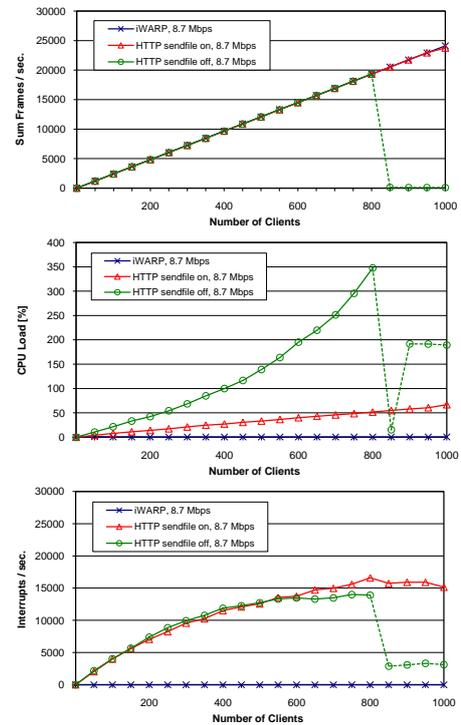 30000
25000
20000
15000
10000
5000
0
Sum Frames / sec.
iWARP, 8.7 Mbps
HTTP sendfile on, 8.7 Mbps
HTTP sendfile off, 8.7 Mbps
200 400 600 800 1000
Number of Clients
400
350
300
250
200
150
100
50
0
CPU Load [%]
iWARP, 8.7 Mbps
HTTP sendfile on, 8.7 Mbps
HTTP sendfile off, 8.7 Mbps
200 400 600 800 1000
Number of Clients
30000
25000
20000
15000
10000
5000
0
Interrupts / sec.
iWARP, 8.7 Mbps
HTTP sendfile on, 8.7 Mbps
HTTP sendfile off, 8.7 Mbps
200 400 600 800 1000
Number of Clients